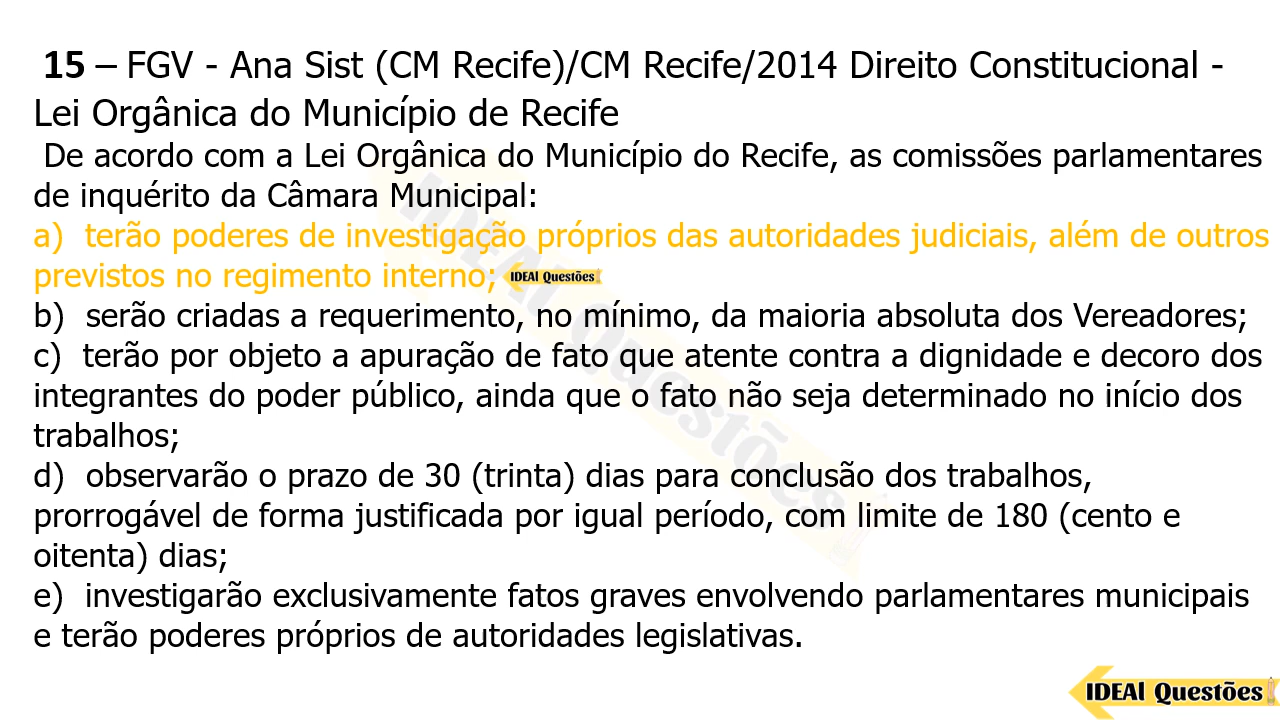 15 – FGV - Ana Sist (CM Recife)/CM Recife/2014 Direito Constitucional -
Lei Orgânica do Município de Recife
De acordo com a Lei Orgânica do Município do Recife, as comissões parlamentares
de inquérito da Câmara Municipal:
a) terão poderes de investigação próprios das autoridades judiciais, além de outros
previstos no regimento interno; IDEAl Questões
b) serão criadas a requerimento, no mínimo, da maioria absoluta dos Vereadores;
c) terão por objeto a apuração de fato que atente contra a dignidade e decoro dos
integrantes do poder público, ainda que o fato não seja determinado no início dos
trabalhos;
d) observarão o prazo de 30 (trinta) dias para conclusão dos trabalhos,
prorrogável de forma justificada por igual período, com limite de 180 (cento e
oitenta) dias;
e) investigarão exclusivamente fatos graves envolvendo parlamentares municipais
e terão poderes próprios de autoridades legislativas.
IDEAl Questões
IDEAl Questões